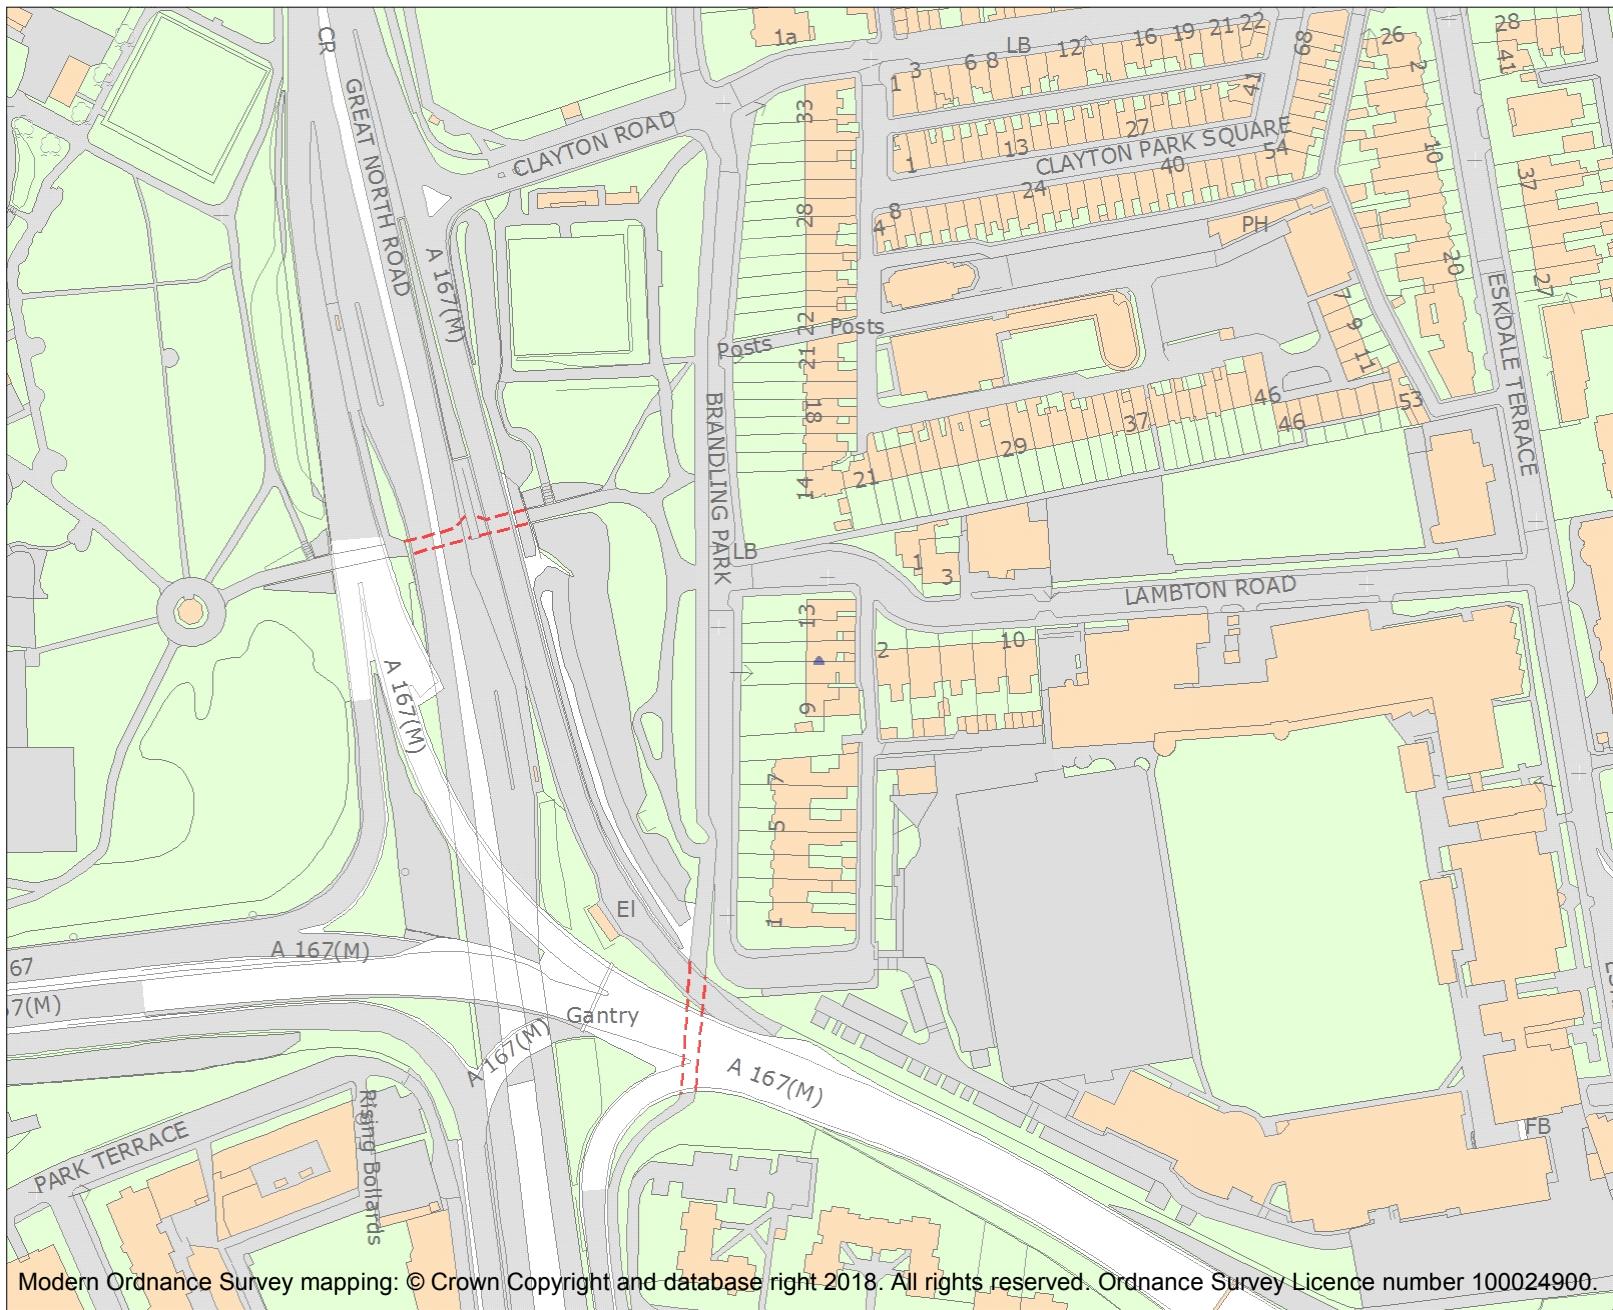 CR
GREAT NORTH ROAD
A 167(M)
CLAYTON ROAD
1a
33
28
22
21
18
14
Posts
Posts
1
3
6
8
LB
12
16
19
21
22
68
41
1
13
27
CLAYTON PARK SQUARE
4
8
24
40
54
PH
26
2
10
20
28
41
37
27
7
9
11
ESKDALE TERRACE
BRANDLING PARK
21
29
37
46
46
53
LB
1
3
LAMBTON ROAD
13
9
2
10
7
5
1
A 167(M)
El
A 167(M)
67
7(M)
Gantry
A 167(M)
A 167(M)
PARK TERRACE
Rising Bollards
FB
Modern Ordnance Survey mapping: © Crown Copyright and database right 2018. All rights reserved. Ordnance Survey Licence number 100024900.